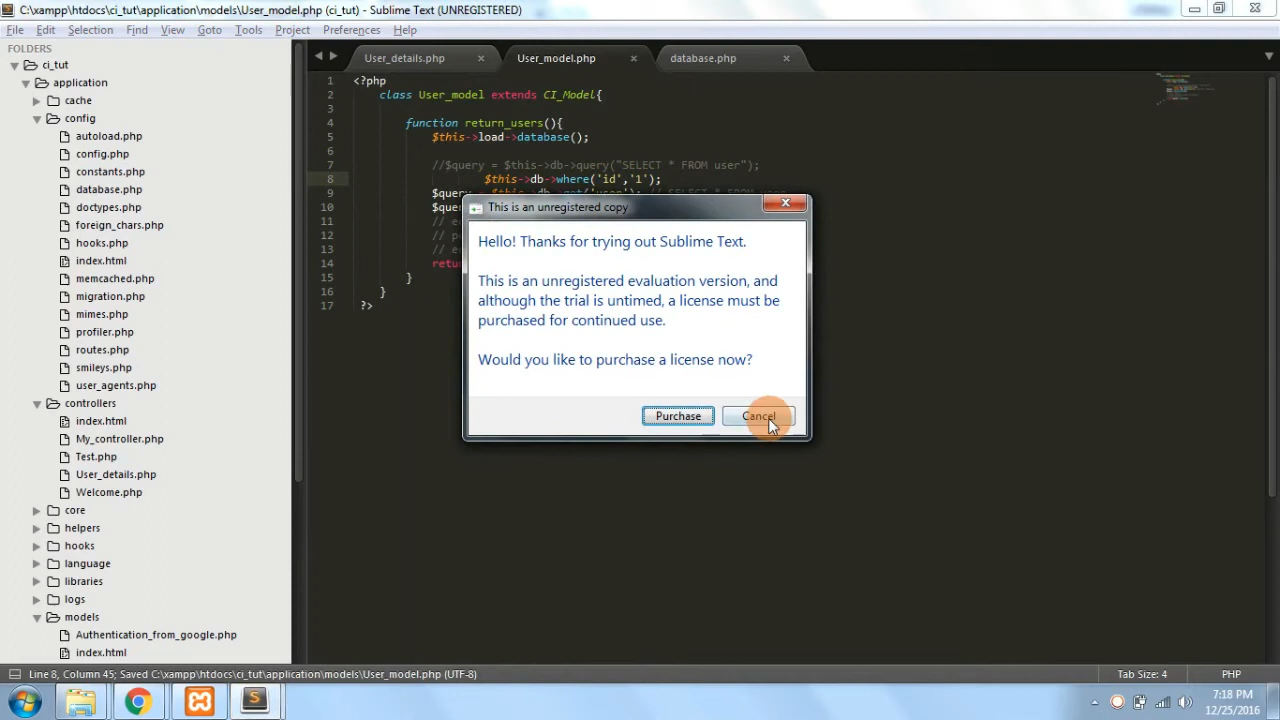 C:\xampp\htdocs\ci_tut\application\models\User_model.php (ci_tut) - Sublime Text (UNREGISTERED)
File Edit Selection Find View Goto Tools Project Preferences Help
FOLDERS
ci_tut
application
cache
config
autoload.php
config.php
constants.php
database.php
doctypes.php
foreign_chars.php
hooks.php
index.html
memcached.php
migration.php
mimes.php
profiler.php
routes.php
smileys.php
user_agents.php
controllers
index.html
My_controller.php
Test.php
User_details.php
Welcome.php
core
helpers
hooks
language
libraries
logs
models
Authentication_from_google.php
index.html
User_details.php User_model.php database.php
1 <?php
2 class User_model extends CI_Model{
3
4 function return_users(){
5 $this->load->database();
6
7 //$query = $this->db->query("SELECT * FROM user");
8 $this->db->where('id','1');
9 $query = $this->db->get('user'); // SELECT * FROM user
10 $que
11 //
12 //
13 //
14 retu
15 }
16 }
17 ?>
This is an unregistered copy
Hello! Thanks for trying out Sublime Text.
This is an unregistered evaluation version, and
although the trial is untimed, a license must be
purchased for continued use.
Would you like to purchase a license now?
Purchase Cancel
Line 8, Column 45; Saved C:\xampp\htdocs\ci_tut\application\models\User_model.php (UTF-8) Tab Size: 4 PHP
7:18 PM
12/25/2016